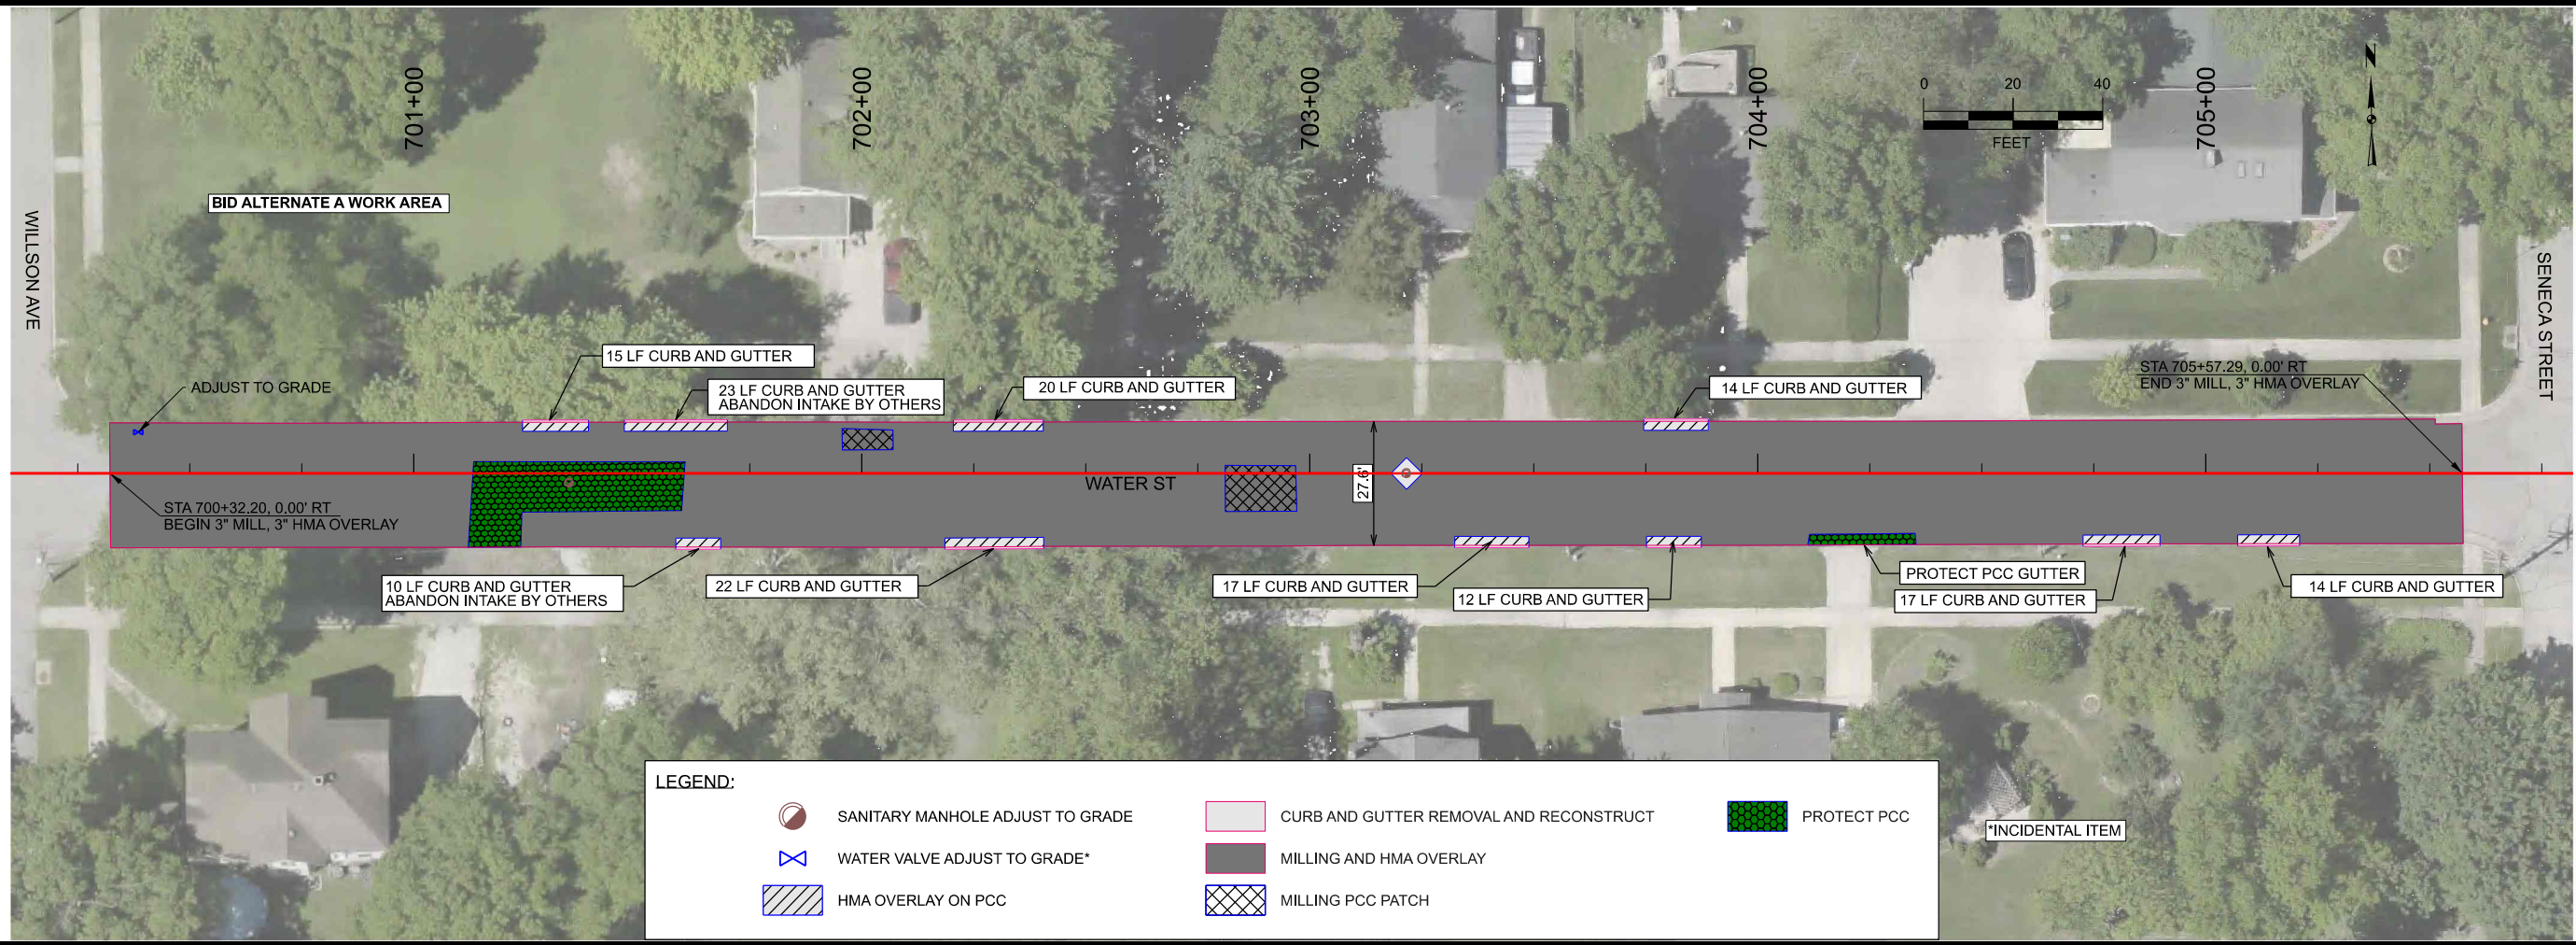 701+00
702+00
703+00
704+00
705+00
N
0 20 40
FEET
BID ALTERNATE A WORK AREA
WILLSON AVE
SENECA STREET
15 LF CURB AND GUTTER
ADJUST TO GRADE
23 LF CURB AND GUTTER
ABANDON INTAKE BY OTHERS
20 LF CURB AND GUTTER
14 LF CURB AND GUTTER
STA 705+57.29, 0.00' RT
END 3" MILL, 3" HMA OVERLAY
WATER ST
27.6'
STA 700+32.20, 0.00' RT
BEGIN 3" MILL, 3" HMA OVERLAY
10 LF CURB AND GUTTER
ABANDON INTAKE BY OTHERS
22 LF CURB AND GUTTER
17 LF CURB AND GUTTER
12 LF CURB AND GUTTER
PROTECT PCC GUTTER
17 LF CURB AND GUTTER
14 LF CURB AND GUTTER
LEGEND:
SANITARY MANHOLE ADJUST TO GRADE
WATER VALVE ADJUST TO GRADE*
HMA OVERLAY ON PCC
CURB AND GUTTER REMOVAL AND RECONSTRUCT
MILLING AND HMA OVERLAY
MILLING PCC PATCH
PROTECT PCC
*INCIDENTAL ITEM